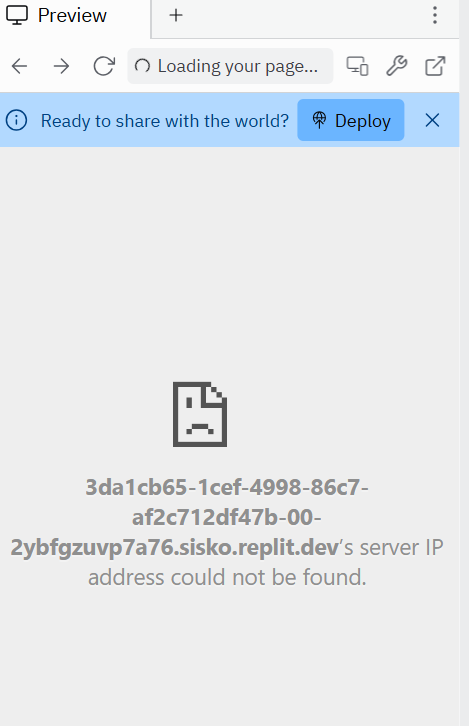 Preview
Loading your page...
Ready to share with the world? Deploy
3da1cb65-1cef-4998-86c7-
af2c712df47b-00-
2ybfgzuvp7a76.sisko.replit.dev's server IP
address could not be found.